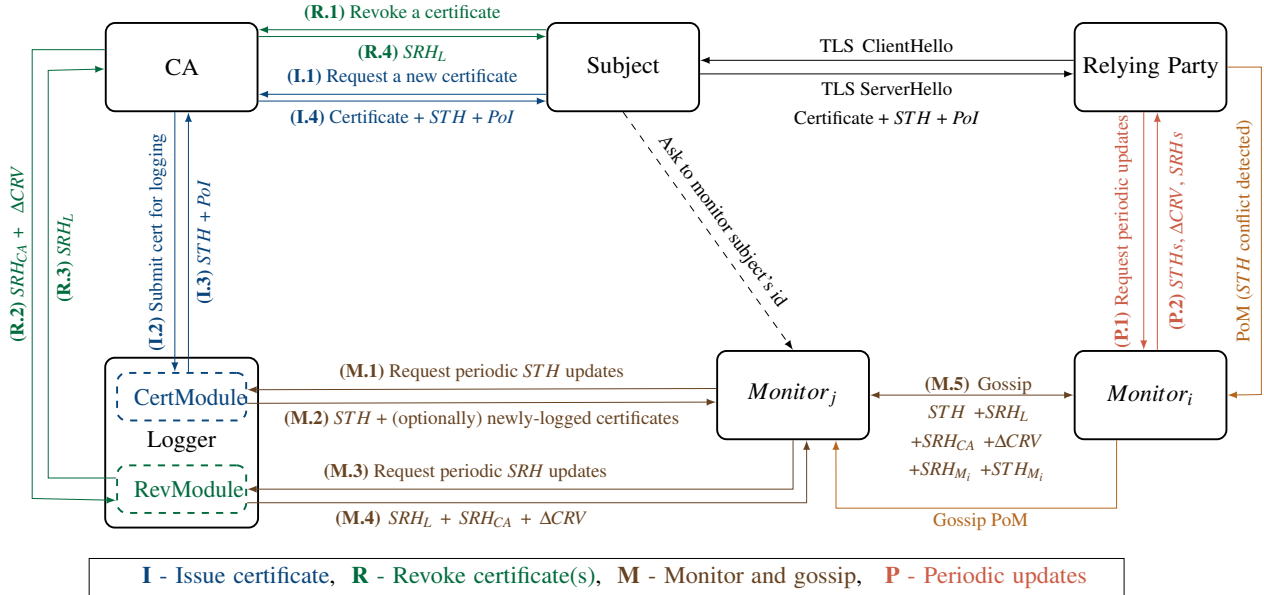 (R.1) Revoke a certificate
(R.4) SRH_L
(I.1) Request a new certificate
(I.4) Certificate + STH + PoI
CA
Subject
TLS ClientHello
TLS ServerHello
Certificate + STH + PoI
Relying Party
(R.2) SRH_CA + ΔCRV
(R.3) SRH_L
(I.2) Submit cert for logging
(I.3) STH + PoI
Ask to monitor subject's id
(P.1) Request periodic updates
(P.2) STHs, ΔCRV, SRHs
PoM (STH conflict detected)
CertModule
Logger
RevModule
(M.1) Request periodic STH updates
(M.2) STH + (optionally) newly-logged certificates
(M.3) Request periodic SRH updates
(M.4) SRH_L + SRH_CA + ΔCRV
Monitor_j
(M.5) Gossip
STH +SRH_L
+SRH_CA +ΔCRV
+SRH_{M_i} +STH_{M_i}
Monitor_i
Gossip PoM
I - Issue certificate, R - Revoke certificate(s), M - Monitor and gossip, P - Periodic updates